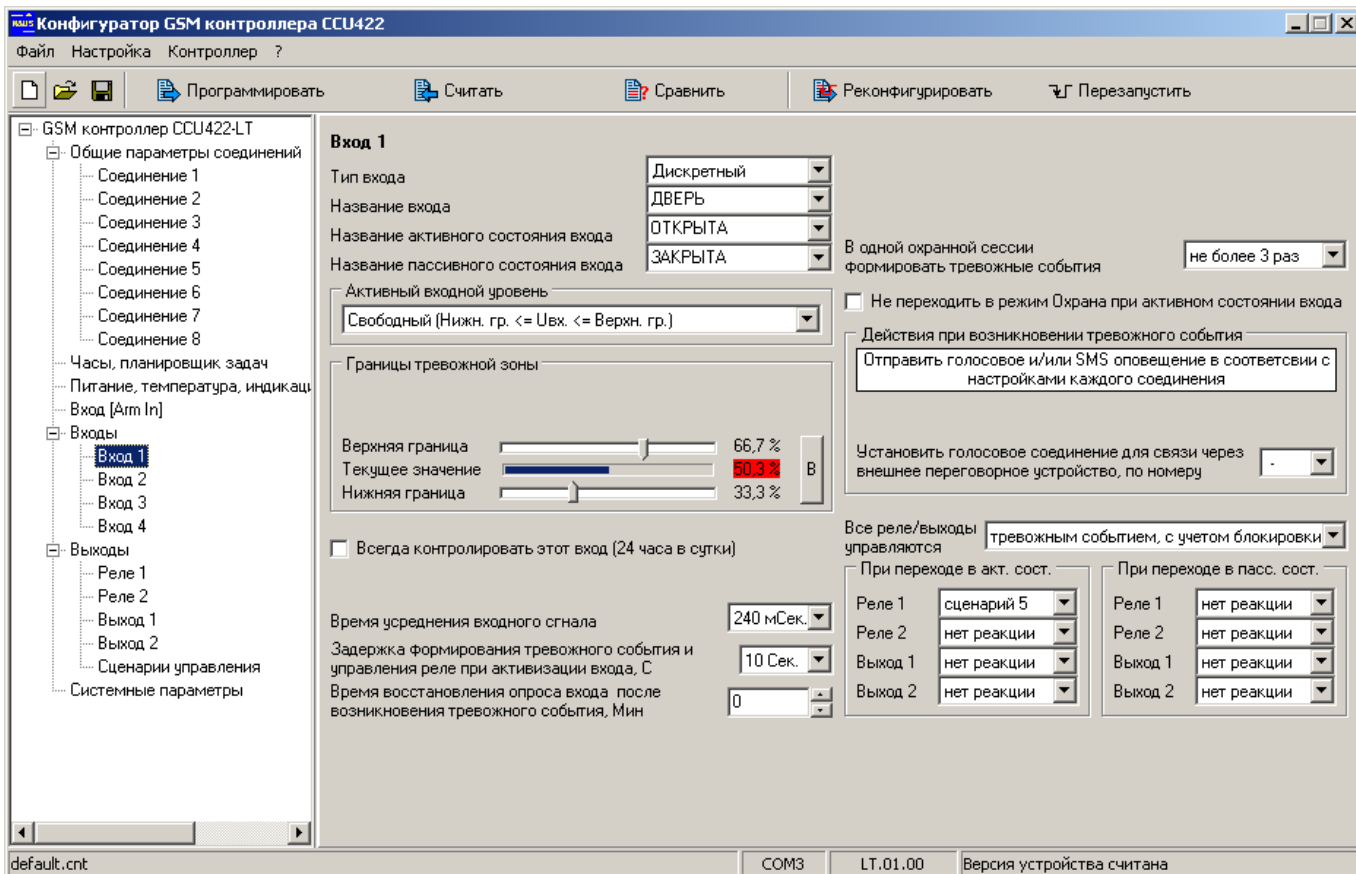 Конфигуратор GSM контроллера CCU422
Файл Настройка Контроллер ?
Программировать Считать Сравнить Реконфигурировать Перезапустить
GSM контроллер CCU422-LT
Общие параметры соединений
Соединение 1
Соединение 2
Соединение 3
Соединение 4
Соединение 5
Соединение 6
Соединение 7
Соединение 8
Часы, планировщик задач
Питание, температура, индикаци
Вход [Arm In]
Входы
Вход 1
Вход 2
Вход 3
Вход 4
Выходы
Реле 1
Реле 2
Выход 1
Выход 2
Сценарии управления
Системные параметры
Вход 1
Тип входа Дискретный
Название входа ДВЕРЬ
Название активного состояния входа ОТКРЫТА
Название пассивного состояния входа ЗАКРЫТА
Активный входной уровень
Свободный (Нижн. гр. <= Uвх. <= Верхн. гр.)
Границы тревожной зоны
Верхняя граница 66,7 %
Текущее значение 50,3 %
Нижняя граница 33,3 %
В
Всегда контролировать этот вход (24 часа в сутки)
Время усреднения входного сгнала 240 мСек.
Задержка формирования тревожного события и
управления реле при активизации входа, С 10 Сек.
Время восстановления опроса входа после
возникновения тревожного события, Мин 0
В одной охранной сессии
формировать тревожные события не более 3 раз
Не переходить в режим Охрана при активном состоянии входа
Действия при возникновении тревожного события
Отправить голосовое и/или SMS оповещение в соответсвии с
настройками каждого соединения
Установить голосовое соединение для связи через
внешнее переговорное устройство, по номеру -
Все реле/выходы
управляются тревожным событием, с учетом блокировки
При переходе в акт. сост.
Реле 1 сценарий 5
Реле 2 нет реакции
Выход 1 нет реакции
Выход 2 нет реакции
При переходе в пасс. сост.
Реле 1 нет реакции
Реле 2 нет реакции
Выход 1 нет реакции
Выход 2 нет реакции
default.cnt COM3 LT.01.00 Версия устройства считана